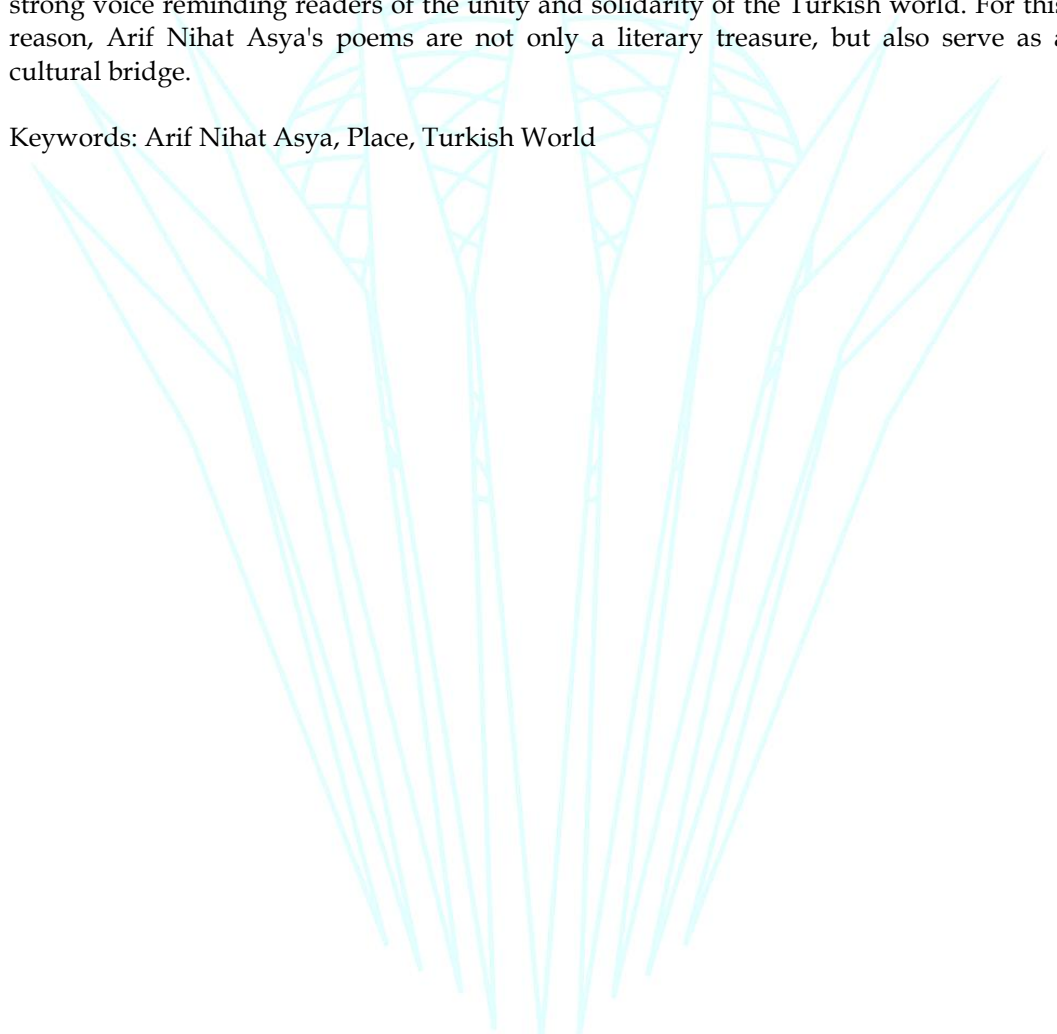 strong voice reminding readers of the unity and solidarity of the Turkish world. For this
reason, Arif Nihat Asya's poems are not only a literary treasure, but also serve as a
cultural bridge.
Keywords: Arif Nihat Asya, Place, Turkish World